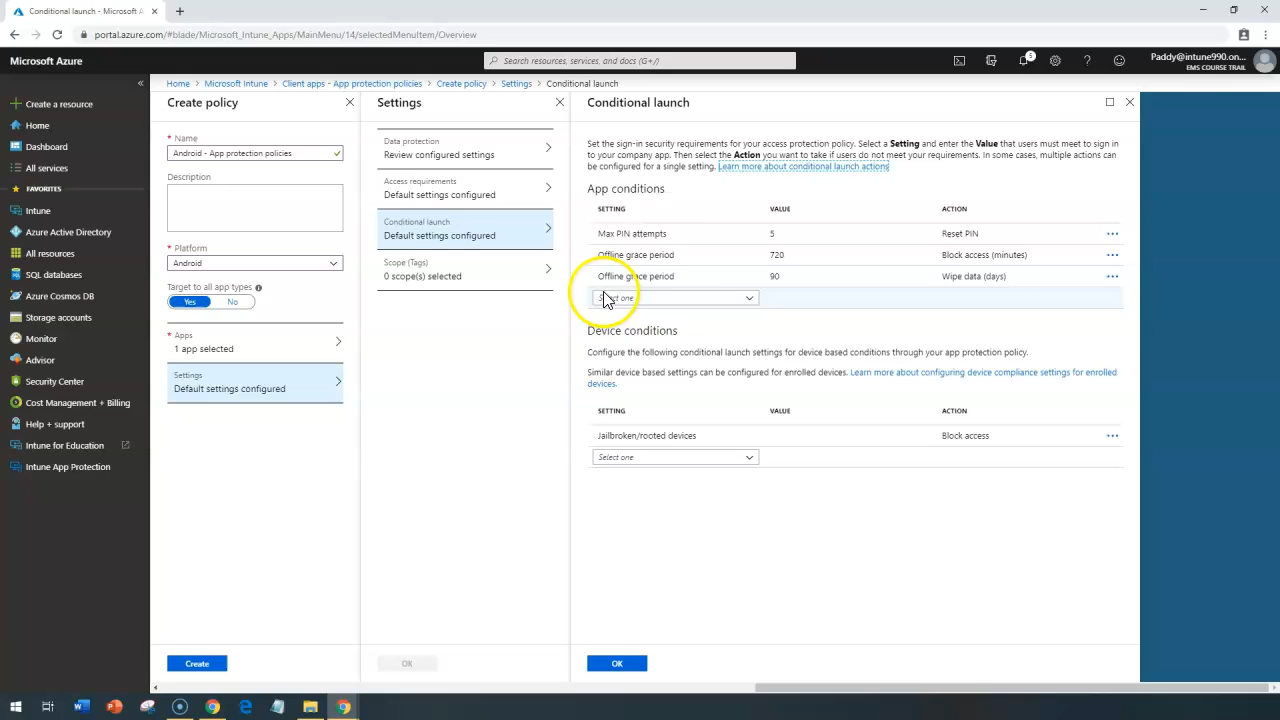 Conditional launch - Microsoft A
portal.azure.com/#blade/Microsoft_Intune_Apps/MainMenu/14/selectedMenuItem/Overview
Microsoft Azure
Search resources, services, and docs (G+/)
5
Paddy@intune990.on...
EMS COURSE TRAIL
Create a resource
Home
Dashboard
All services
FAVORITES
Intune
Azure Active Directory
All resources
SQL databases
Azure Cosmos DB
Storage accounts
Monitor
Advisor
Security Center
Cost Management + Billing
Help + support
Intune for Education
Intune App Protection
Home > Microsoft Intune > Client apps - App protection policies > Create policy > Settings > Conditional launch
Create policy
* Name
Android - App protection policies
Description
* Platform
Android
Target to all app types
Yes No
* Apps
1 app selected
Settings
Default settings configured
Create
Settings
Data protection
Review configured settings
Access requirements
Default settings configured
Conditional launch
Default settings configured
Scope (Tags)
0 scope(s) selected
OK
Conditional launch
Set the sign-in security requirements for your access protection policy. Select a Setting and enter the Value that users must meet to sign in
to your company app. Then select the Action you want to take if users do not meet your requirements. In some cases, multiple actions can
be configured for a single setting. Learn more about conditional launch actions
App conditions
SETTING VALUE ACTION
Max PIN attempts 5 Reset PIN
Offline grace period 720 Block access (minutes)
Offline grace period 90 Wipe data (days)
Select one
Device conditions
Configure the following conditional launch settings for device based conditions through your app protection policy.
Similar device based settings can be configured for enrolled devices. Learn more about configuring device compliance settings for enrolled
devices.
SETTING VALUE ACTION
Jailbroken/rooted devices Block access
Select one
OK